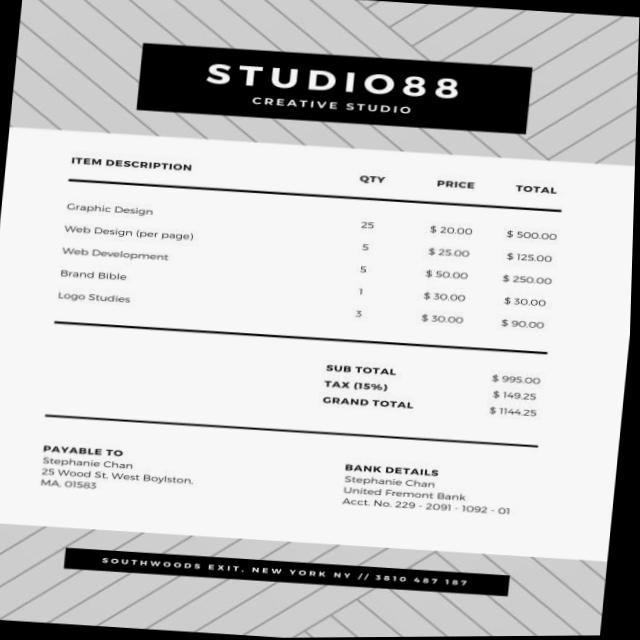 STUDIO88
CREATIVE STUDIO
ITEM DESCRIPTION QTY PRICE TOTAL
Graphic Design 25 $ 20.00 $ 500.00
Web Design (per page) 5 $ 25.00 $ 125.00
Web Development 5 $ 50.00 $ 250.00
Brand Bible 1 $ 30.00 $ 30.00
Logo Studies 3 $ 30.00 $ 90.00
SUB TOTAL $ 995.00
TAX (15%) $ 149.25
GRAND TOTAL $ 1144.25
PAYABLE TO
Stephanie Chan
25 Wood St. West Boylston,
MA, 01583
BANK DETAILS
Stephanie Chan
United Fremont Bank
Acct. No. 229 - 2091 - 1092 - 01
SOUTHWOODS EXIT, NEW YORK NY // 3810 487 187